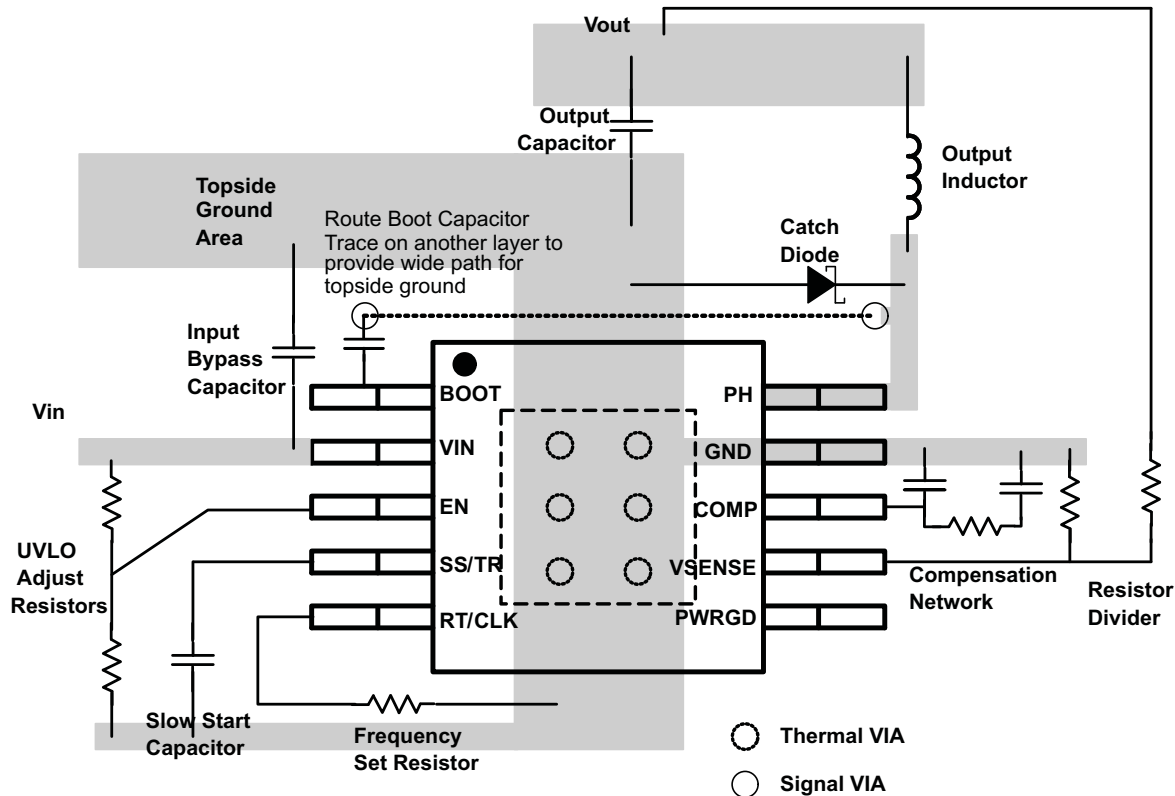 Vout
Output
Capacitor
Output
Inductor
Topside
Ground
Area
Route Boot Capacitor
Trace on another layer to
provide wide path for
topside ground
Catch
Diode
Input
Bypass
Capacitor
Vin
BOOT
VIN
EN
SS/TR
RT/CLK
PH
GND
COMP
VSENSE
PWRGD
UVLO
Adjust
Resistors
Compensation
Network
Resistor
Divider
Slow Start
Capacitor
Frequency
Set Resistor
Thermal VIA
Signal VIA